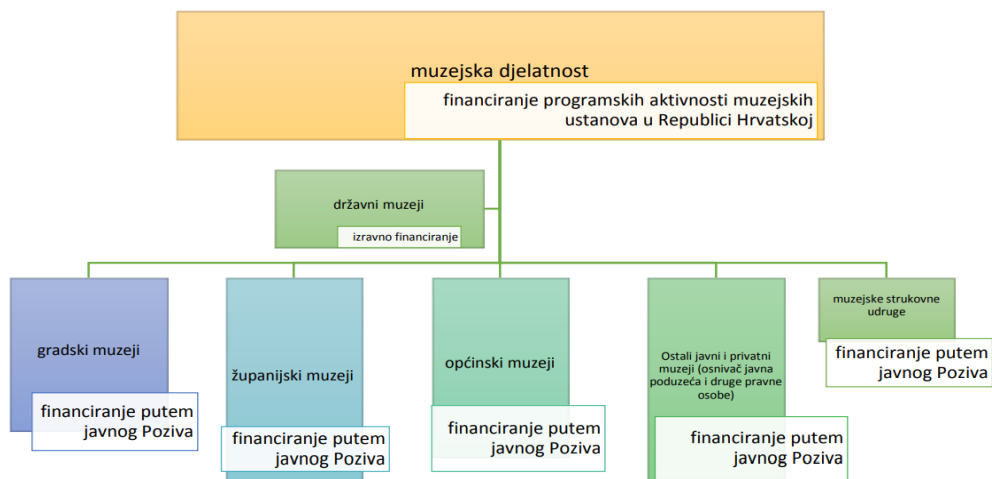 muzejska djelatnost
financiranje programskih aktivnosti muzejskih
ustanova u Republici Hrvatskoj
državni muzeji
izravno financiranje
gradski muzeji
financiranje putem
javnog Poziva
županijski muzeji
financiranje putem
javnog Poziva
općinski muzeji
financiranje putem
javnog Poziva
Ostali javni i privatni
muzeji (osnivač javna
poduzeća i druge pravne
osobe)
financiranje putem
javnog Poziva
muzejske strukovne
udruge
financiranje putem
javnog Poziva